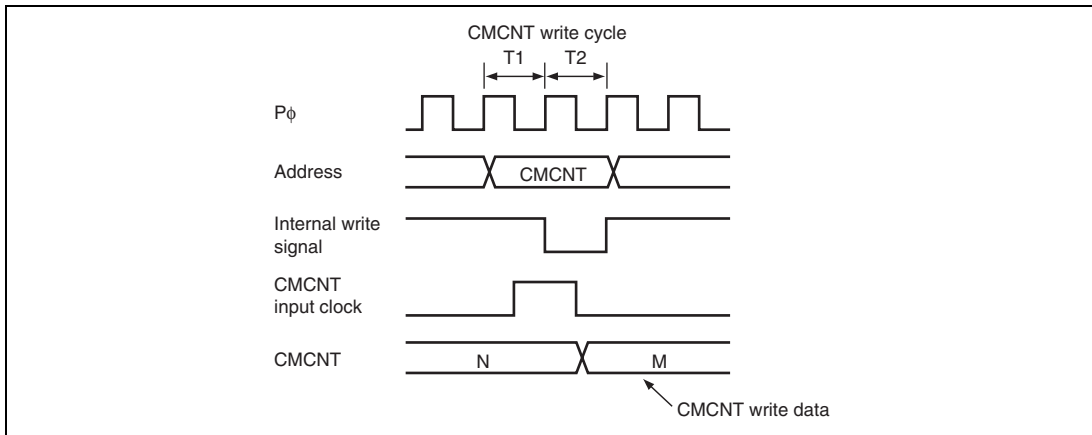 CMCNT write cycle
T1 T2
Pϕ
Address CMCNT
Internal write
signal
CMCNT
input clock
CMCNT N M
CMCNT write data